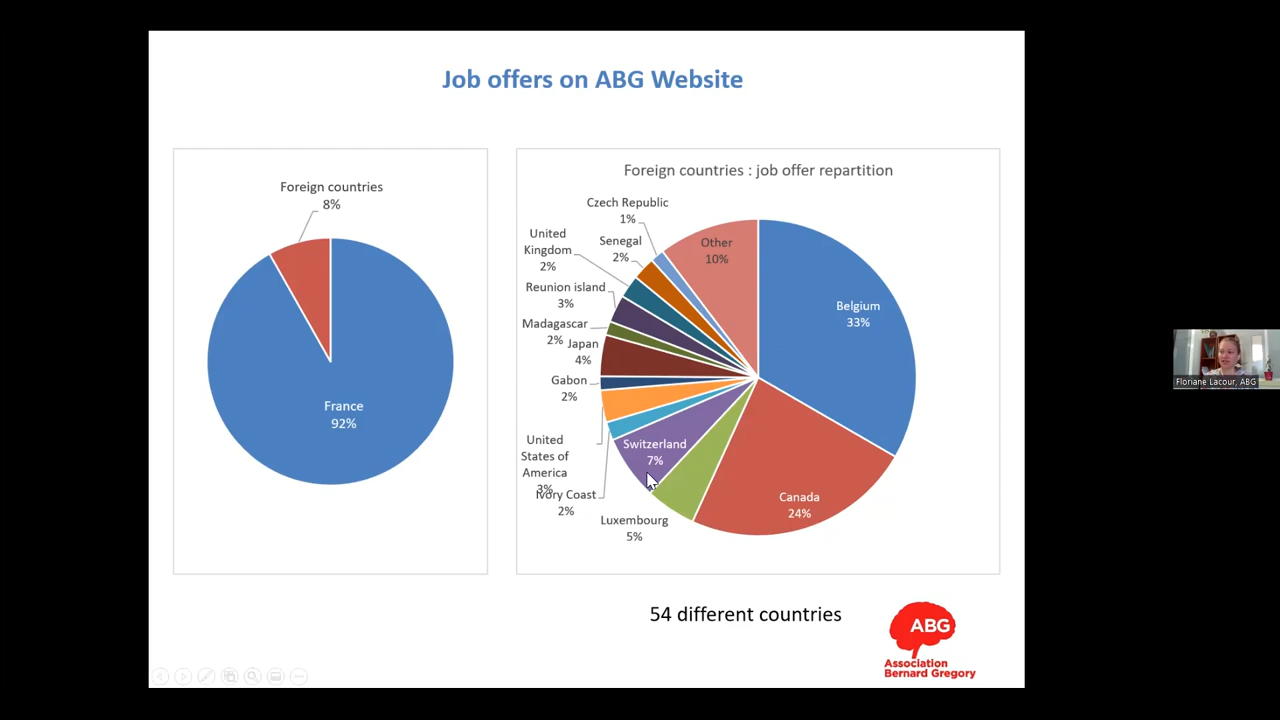 Job offers on ABG Website
Foreign countries
8%
France
92%
Foreign countries : job offer repartition
Czech Republic
1%
United
Kingdom
2%
Senegal
2%
Other
10%
Reunion island
3%
Madagascar
2%
Japan
4%
Gabon
2%
United
States of
America
3%
Ivory Coast
2%
Luxembourg
5%
Switzerland
7%
Canada
24%
Belgium
33%
54 different countries
ABG
Association
Bernard Gregory
Floriane Lacour, ABG